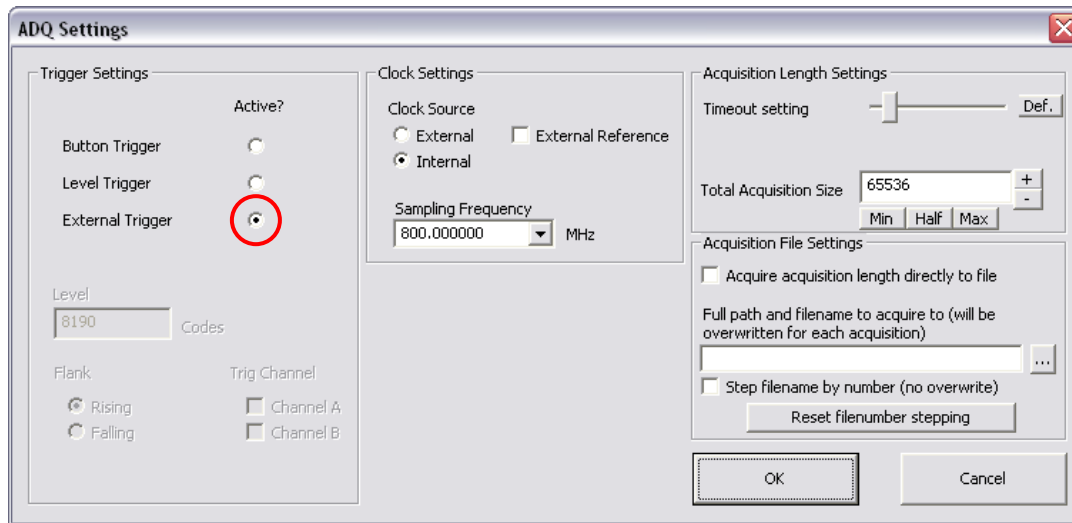 ADQ Settings
Trigger Settings
Active?
Button Trigger
Level Trigger
External Trigger
Level
8190
Codes
Flank
Trig Channel
Rising
Channel A
Falling
Channel B
Clock Settings
Clock Source
External
External Reference
Internal
Sampling Frequency
800.000000
MHz
Acquisition Length Settings
Timeout setting
Def.
Total Acquisition Size
65536
+
-
Min
Half
Max
Acquisition File Settings
Acquire acquisition length directly to file
Full path and filename to acquire to (will be
overwritten for each acquisition)
...
Step filename by number (no overwrite)
Reset filenumber stepping
OK
Cancel